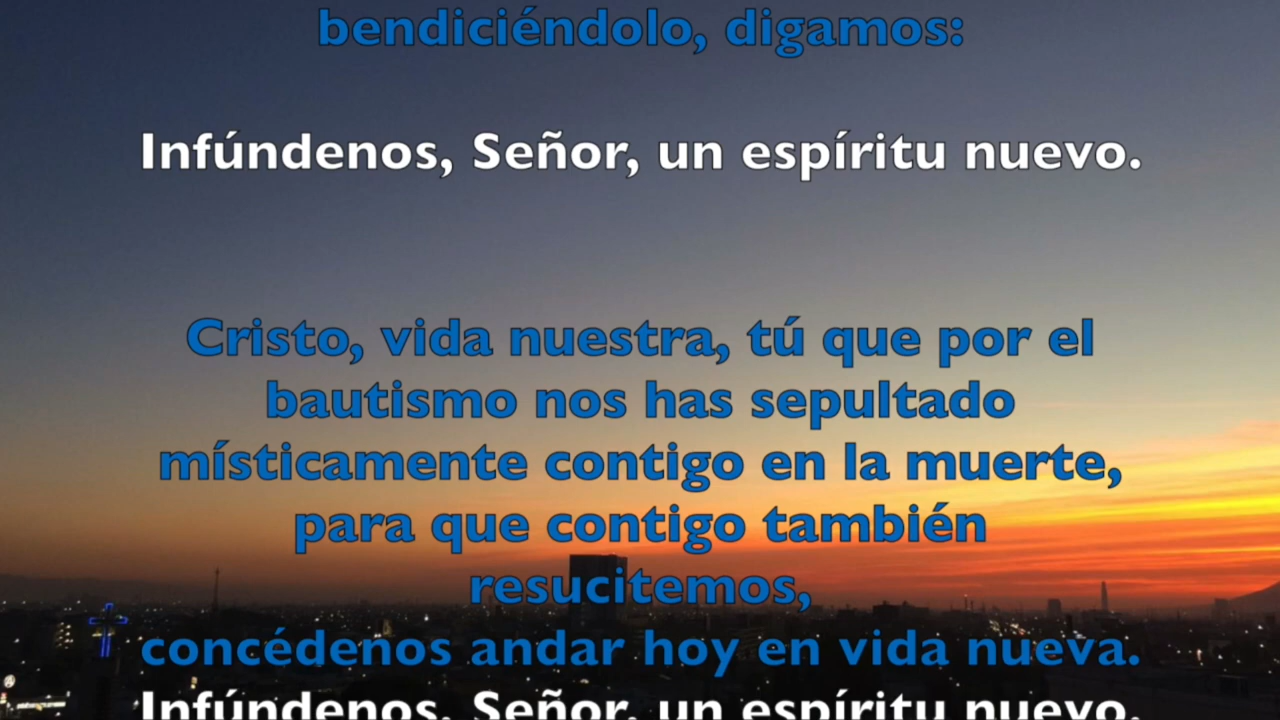 bendiciéndolo, digamos:
Infúndenos, Señor, un espíritu nuevo.
Cristo, vida nuestra, tú que por el
bautismo nos has sepultado
místicamente contigo en la muerte,
para que contigo también
resucitemos,
concédenos andar hoy en vida nueva.
Infúndenos, Señor, un espíritu nuevo.